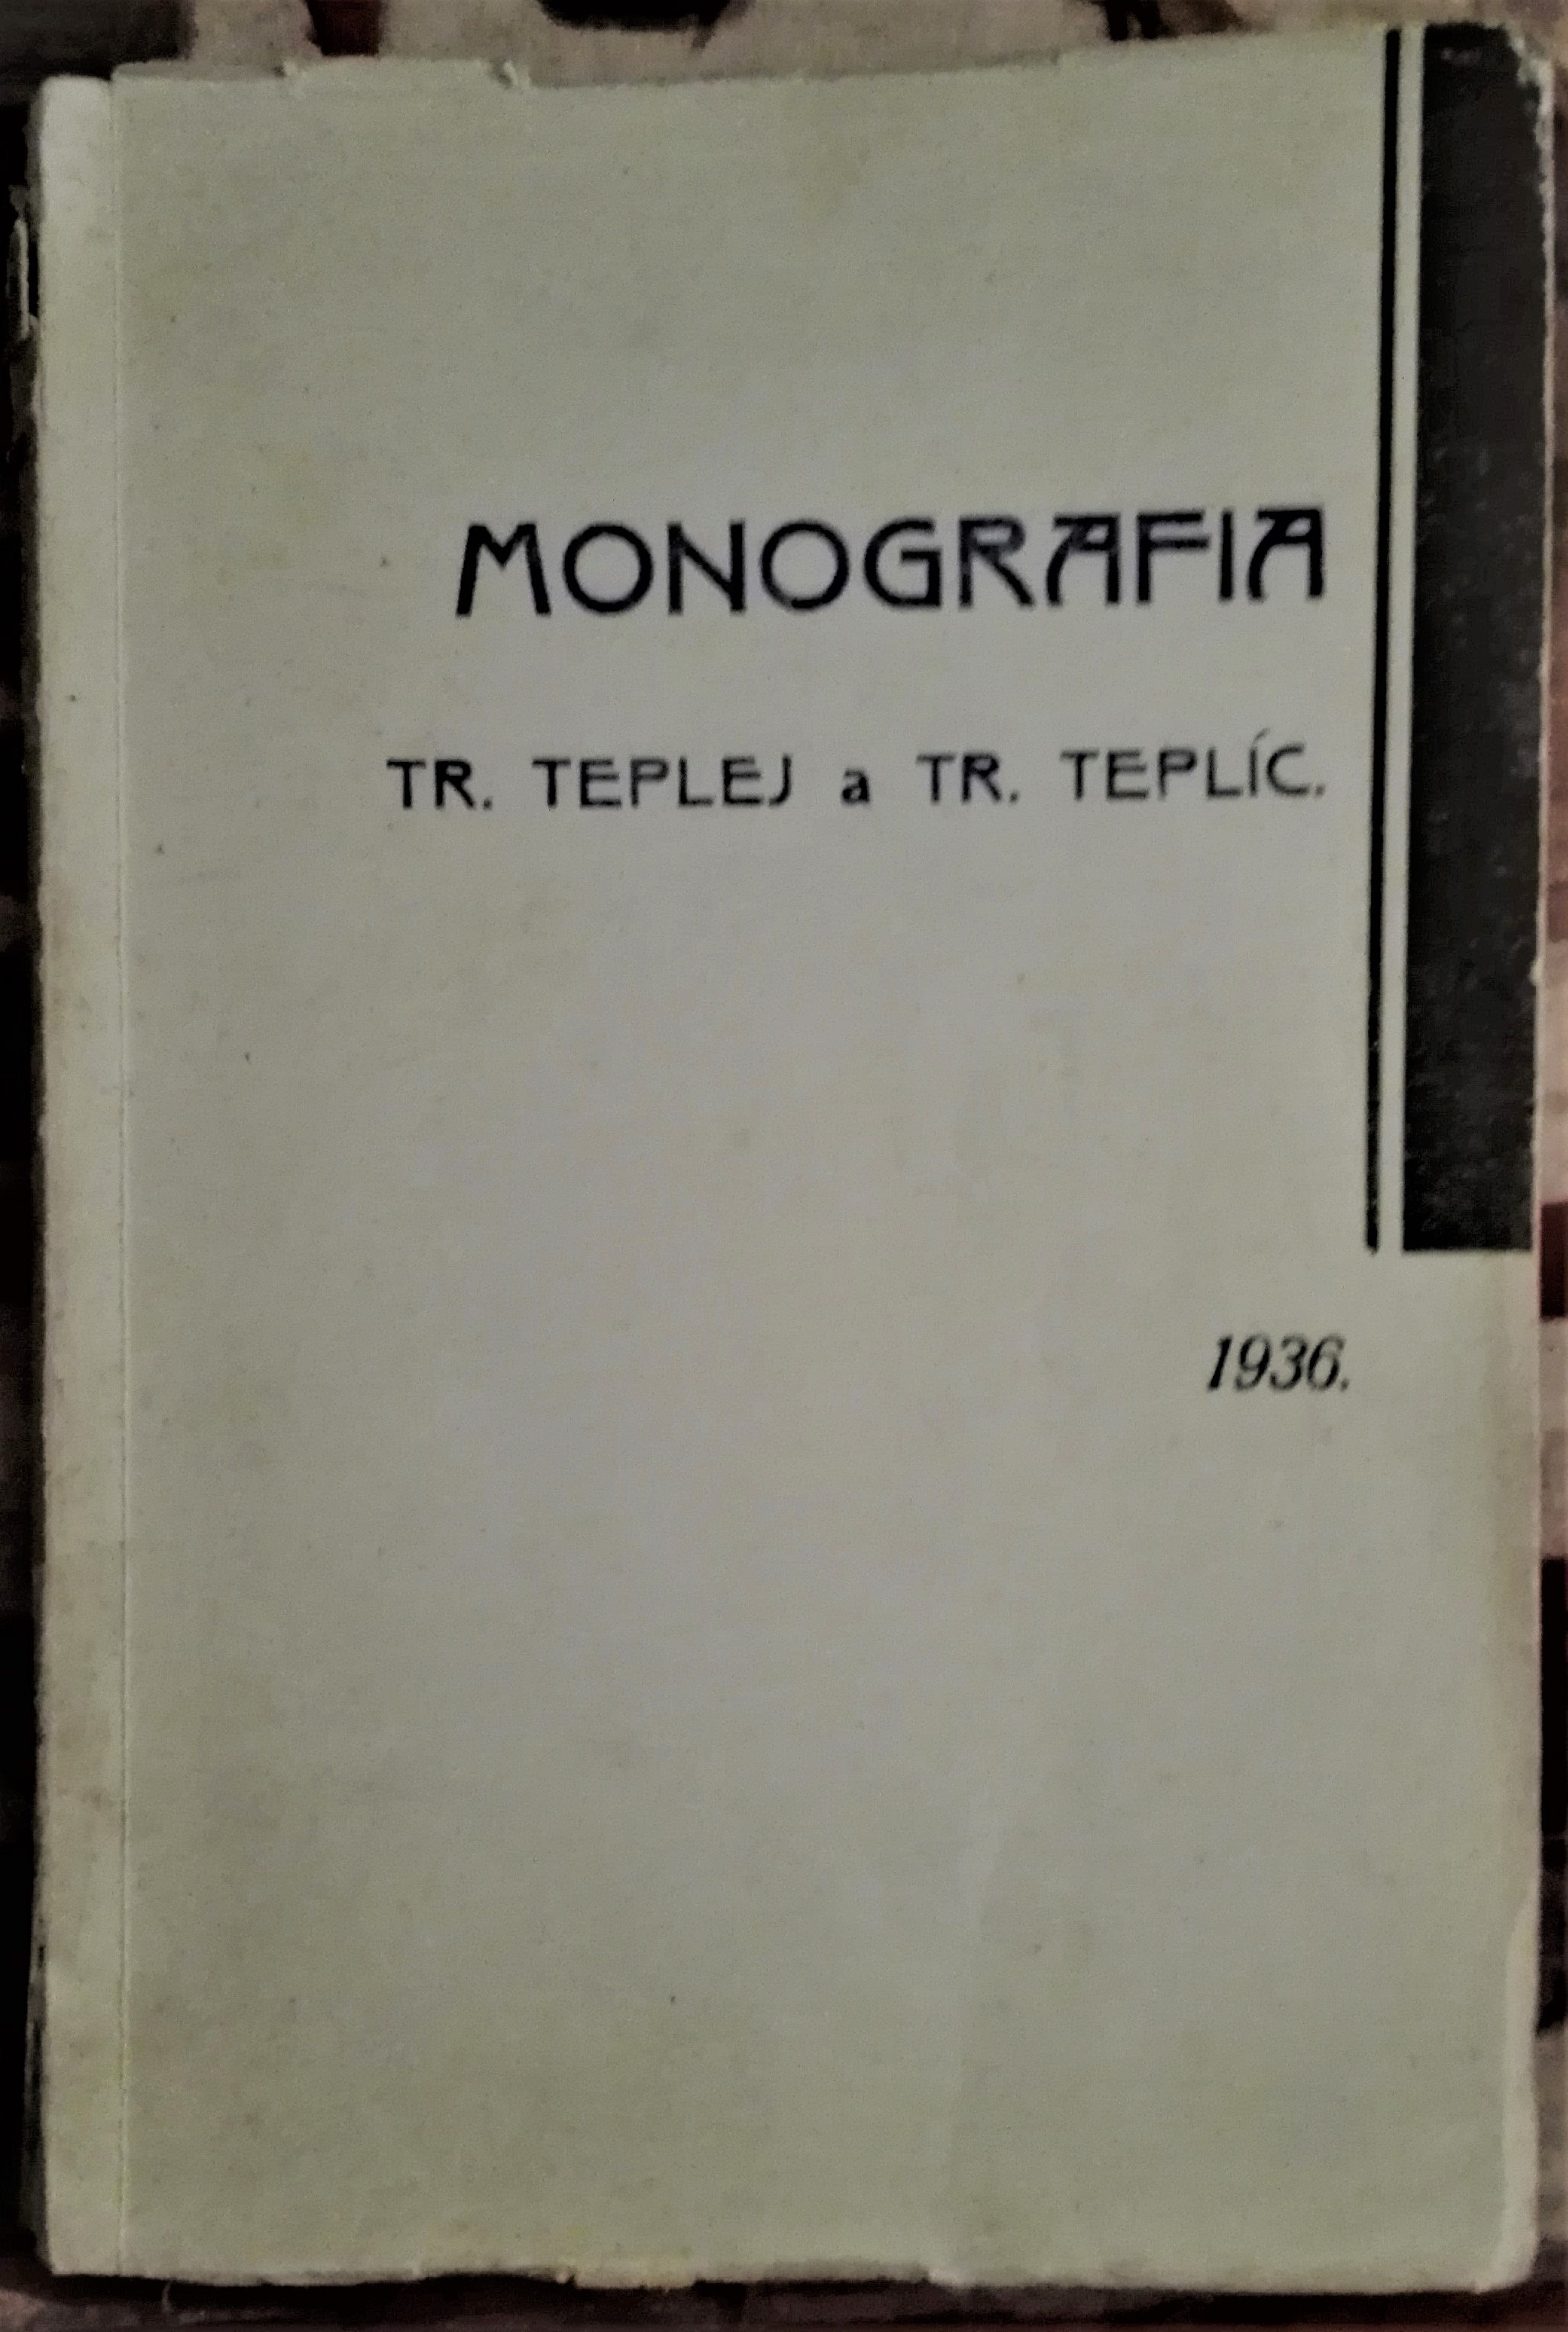 MONOGRAFIA
TR. TEPLEJ a TR. TEPLÍC.
1936.